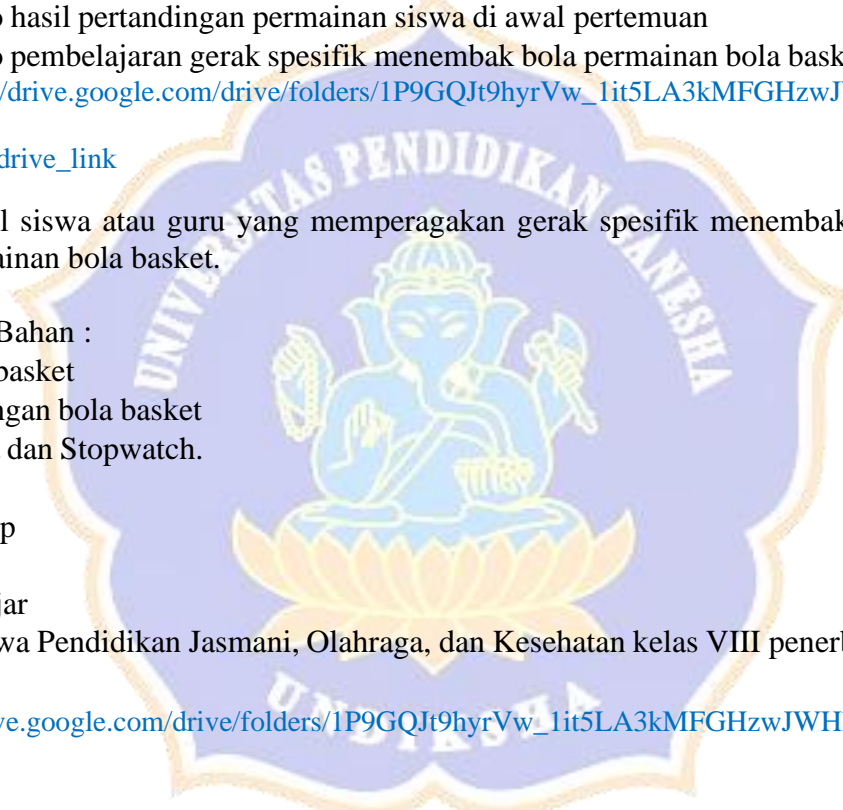 hasil pertandingan permainan siswa di awal pertemuan
pembelajaran gerak spesifik menembak bola permainan bola bask
/drive.google.com/drive/folders/1P9GQJt9hyrVw_1it5LA3kMFGHzwJ
drive_link
UNIVERSITAS PENDIDIKAN GANESHA
l siswa atau guru yang memperagakan gerak spesifik menembak
ainan bola basket.
Bahan :
basket
ngan bola basket
dan Stopwatch.
p
jar
wa Pendidikan Jasmani, Olahraga, dan Kesehatan kelas VIII penerb
ve.google.com/drive/folders/1P9GQJt9hyrVw_1it5LA3kMFGHzwJWH
UNDIKSHA